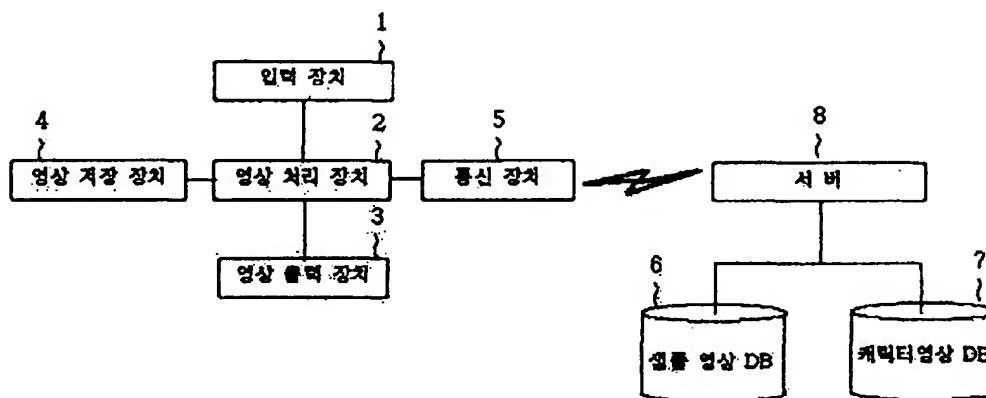 1
입력 장치
4
2
5
8
영상 저장 장치
영상 처리 장치
통신 장치
서 버
3
영상 출력 장치
6
7
샘플 영상 DB
캐릭터영상 DB